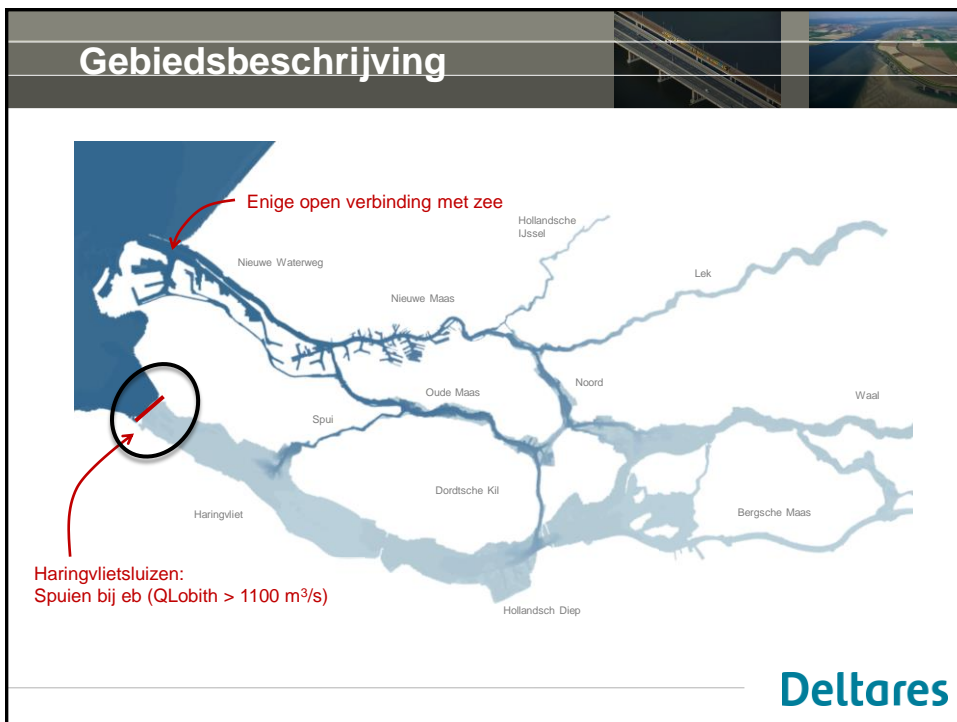 Gebiedsbeschrijving
Enige open verbinding met zee
Hollandsche
IJssel
Nieuwe Waterweg
Lek
Nieuwe Maas
Noord
Oude Maas
Waal
Spui
Dordtsche Kil
Haringvliet
Bergsche Maas
Haringvlietsluizen:
Spuien bij eb (QLobith > 1100 m³/s)
Hollandsch Diep
Deltares